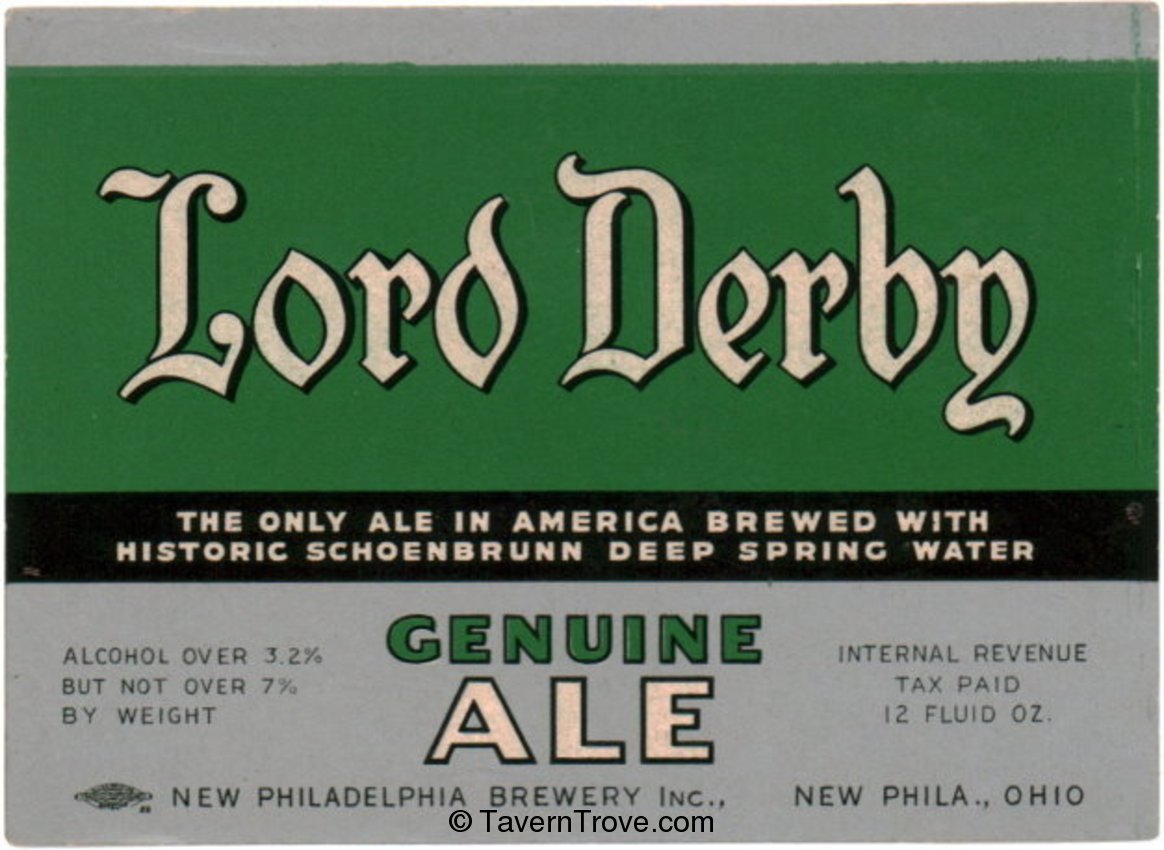 Lord Derby
THE ONLY ALE IN AMERICA BREWED WITH
HISTORIC SCHOENBRUNN DEEP SPRING WATER
GENUINE
ALE
ALCOHOL OVER 3.2%
BUT NOT OVER 7%
BY WEIGHT
INTERNAL REVENUE
TAX PAID
12 FLUID OZ.
NEW PHILADELPHIA BREWERY INC., NEW PHILA., OHIO
© TavernTrove.com